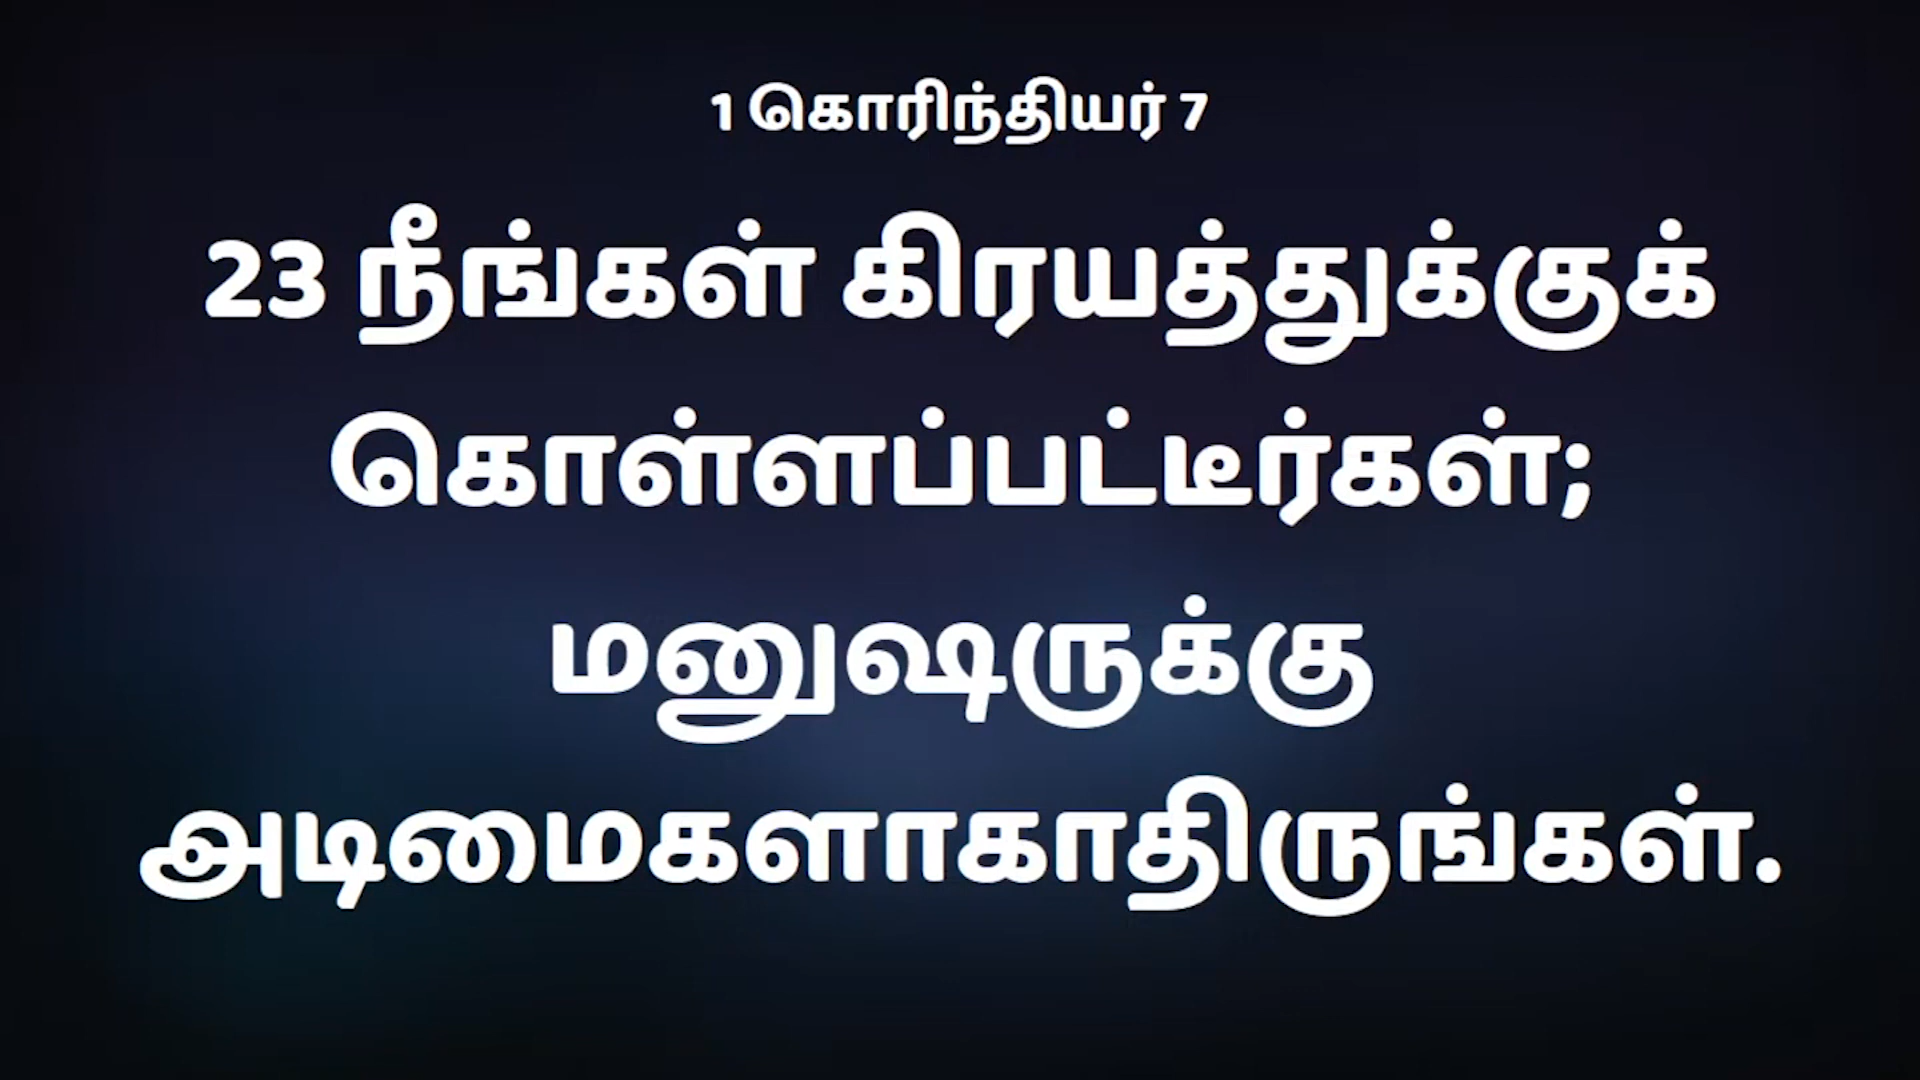 1 கொரிந்தியர் 7
23 நீங்கள் கிரயத்துக்குக்
கொள்ளப்பட்டீர்கள்;
மனுஷருக்கு
அடிமைகளாகாதிருங்கள்.